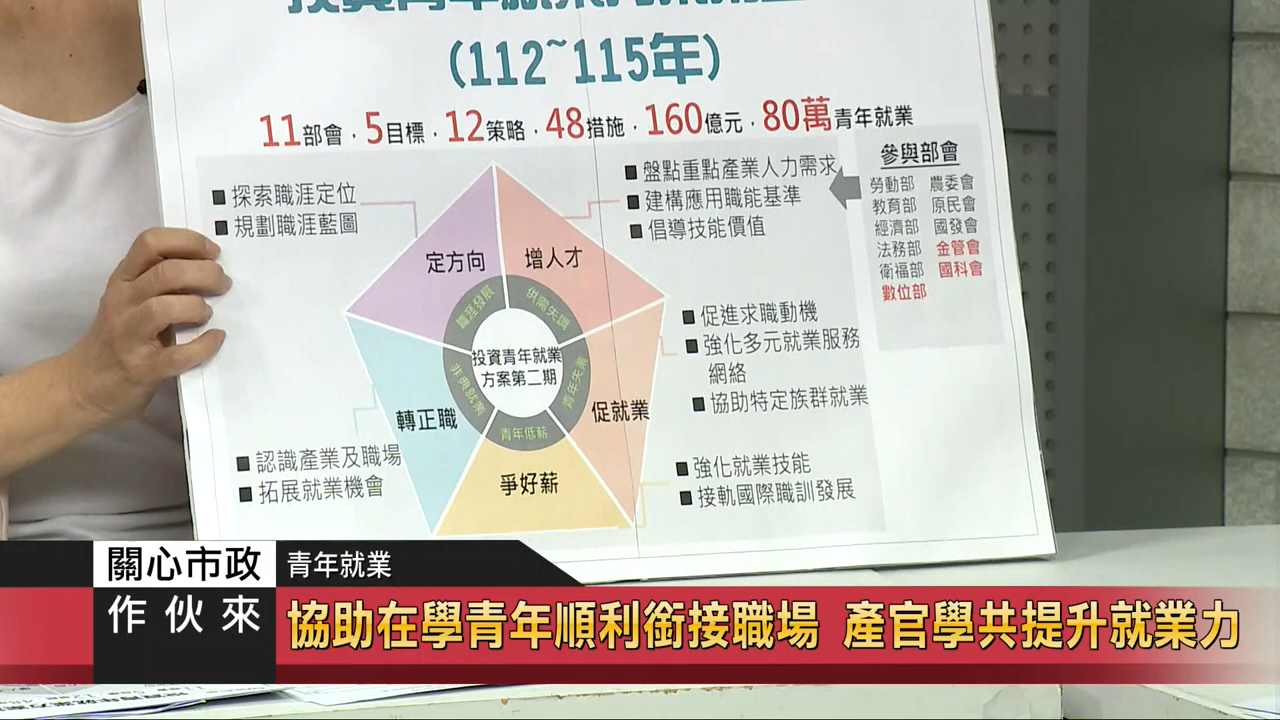 (112~115年)
11部會．5目標．12策略．48措施．160億元．80萬青年就業
參與部會
勞動部 農委會
教育部 原民會
經濟部 國發會
法務部 金管會
衛福部 國科會
數位部
■ 探索職涯定位
■ 規劃職涯藍圖
■ 盤點重點產業人力需求
■ 建構應用職能基準
■ 倡導技能價值
定方向
增人才
職涯發展
供需失調
■ 促進求職動機
■ 強化多元就業服務
網絡
■ 協助特定族群就業
投資青年就業
方案第二期
非典就業
青年失業
轉正職
促就業
青年低薪
■ 認識產業及職場
■ 拓展就業機會
爭好薪
■ 強化就業技能
■ 接軌國際職訓發展
關心市政
作伙來
青年就業
協助在學青年順利銜接職場 產官學共提升就業力